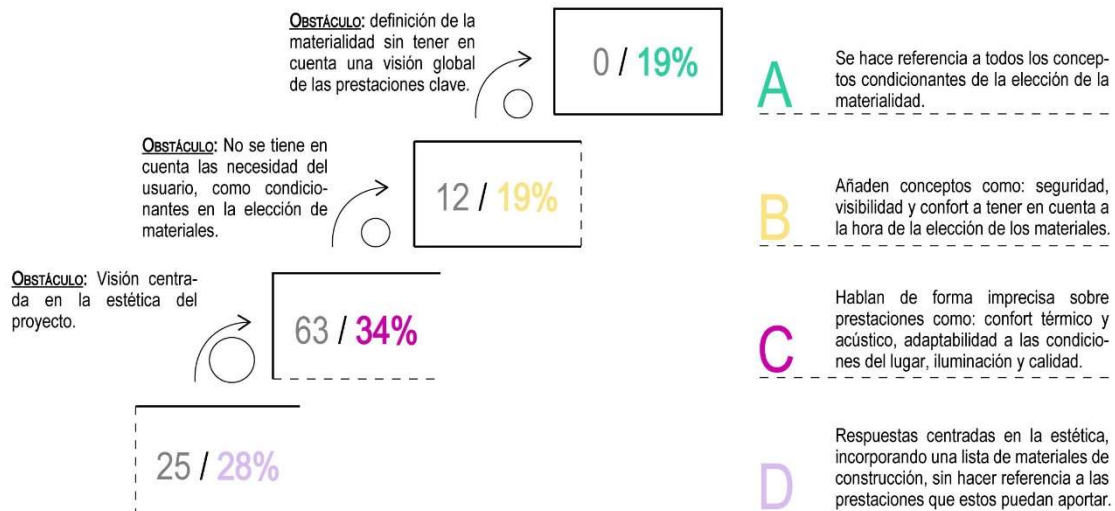 OBSTÁCULO: definición de la
materialidad sin tener en
cuenta una visión global
de las prestaciones clave.
0 / 19%
A
Se hace referencia a todos los concep-
tos condicionantes de la elección de la
materialidad.
OBSTÁCULO: No se tiene en
cuenta las necesidad del
usuario, como condicio-
nantes en la elección de
materiales.
12 / 19%
B
Añaden conceptos como: seguridad,
visibilidad y confort a tener en cuenta a
la hora de la elección de los materiales.
OBSTÁCULO: Visión centra-
da en la estética del
proyecto.
63 / 34%
C
Hablan de forma imprecisa sobre
prestaciones como: confort térmico y
acústico, adaptabilidad a las condicio-
nes del lugar, iluminación y calidad.
25 / 28%
D
Respuestas centradas en la estética,
incorporando una lista de materiales de
construcción, sin hacer referencia a las
prestaciones que estos puedan aportar.